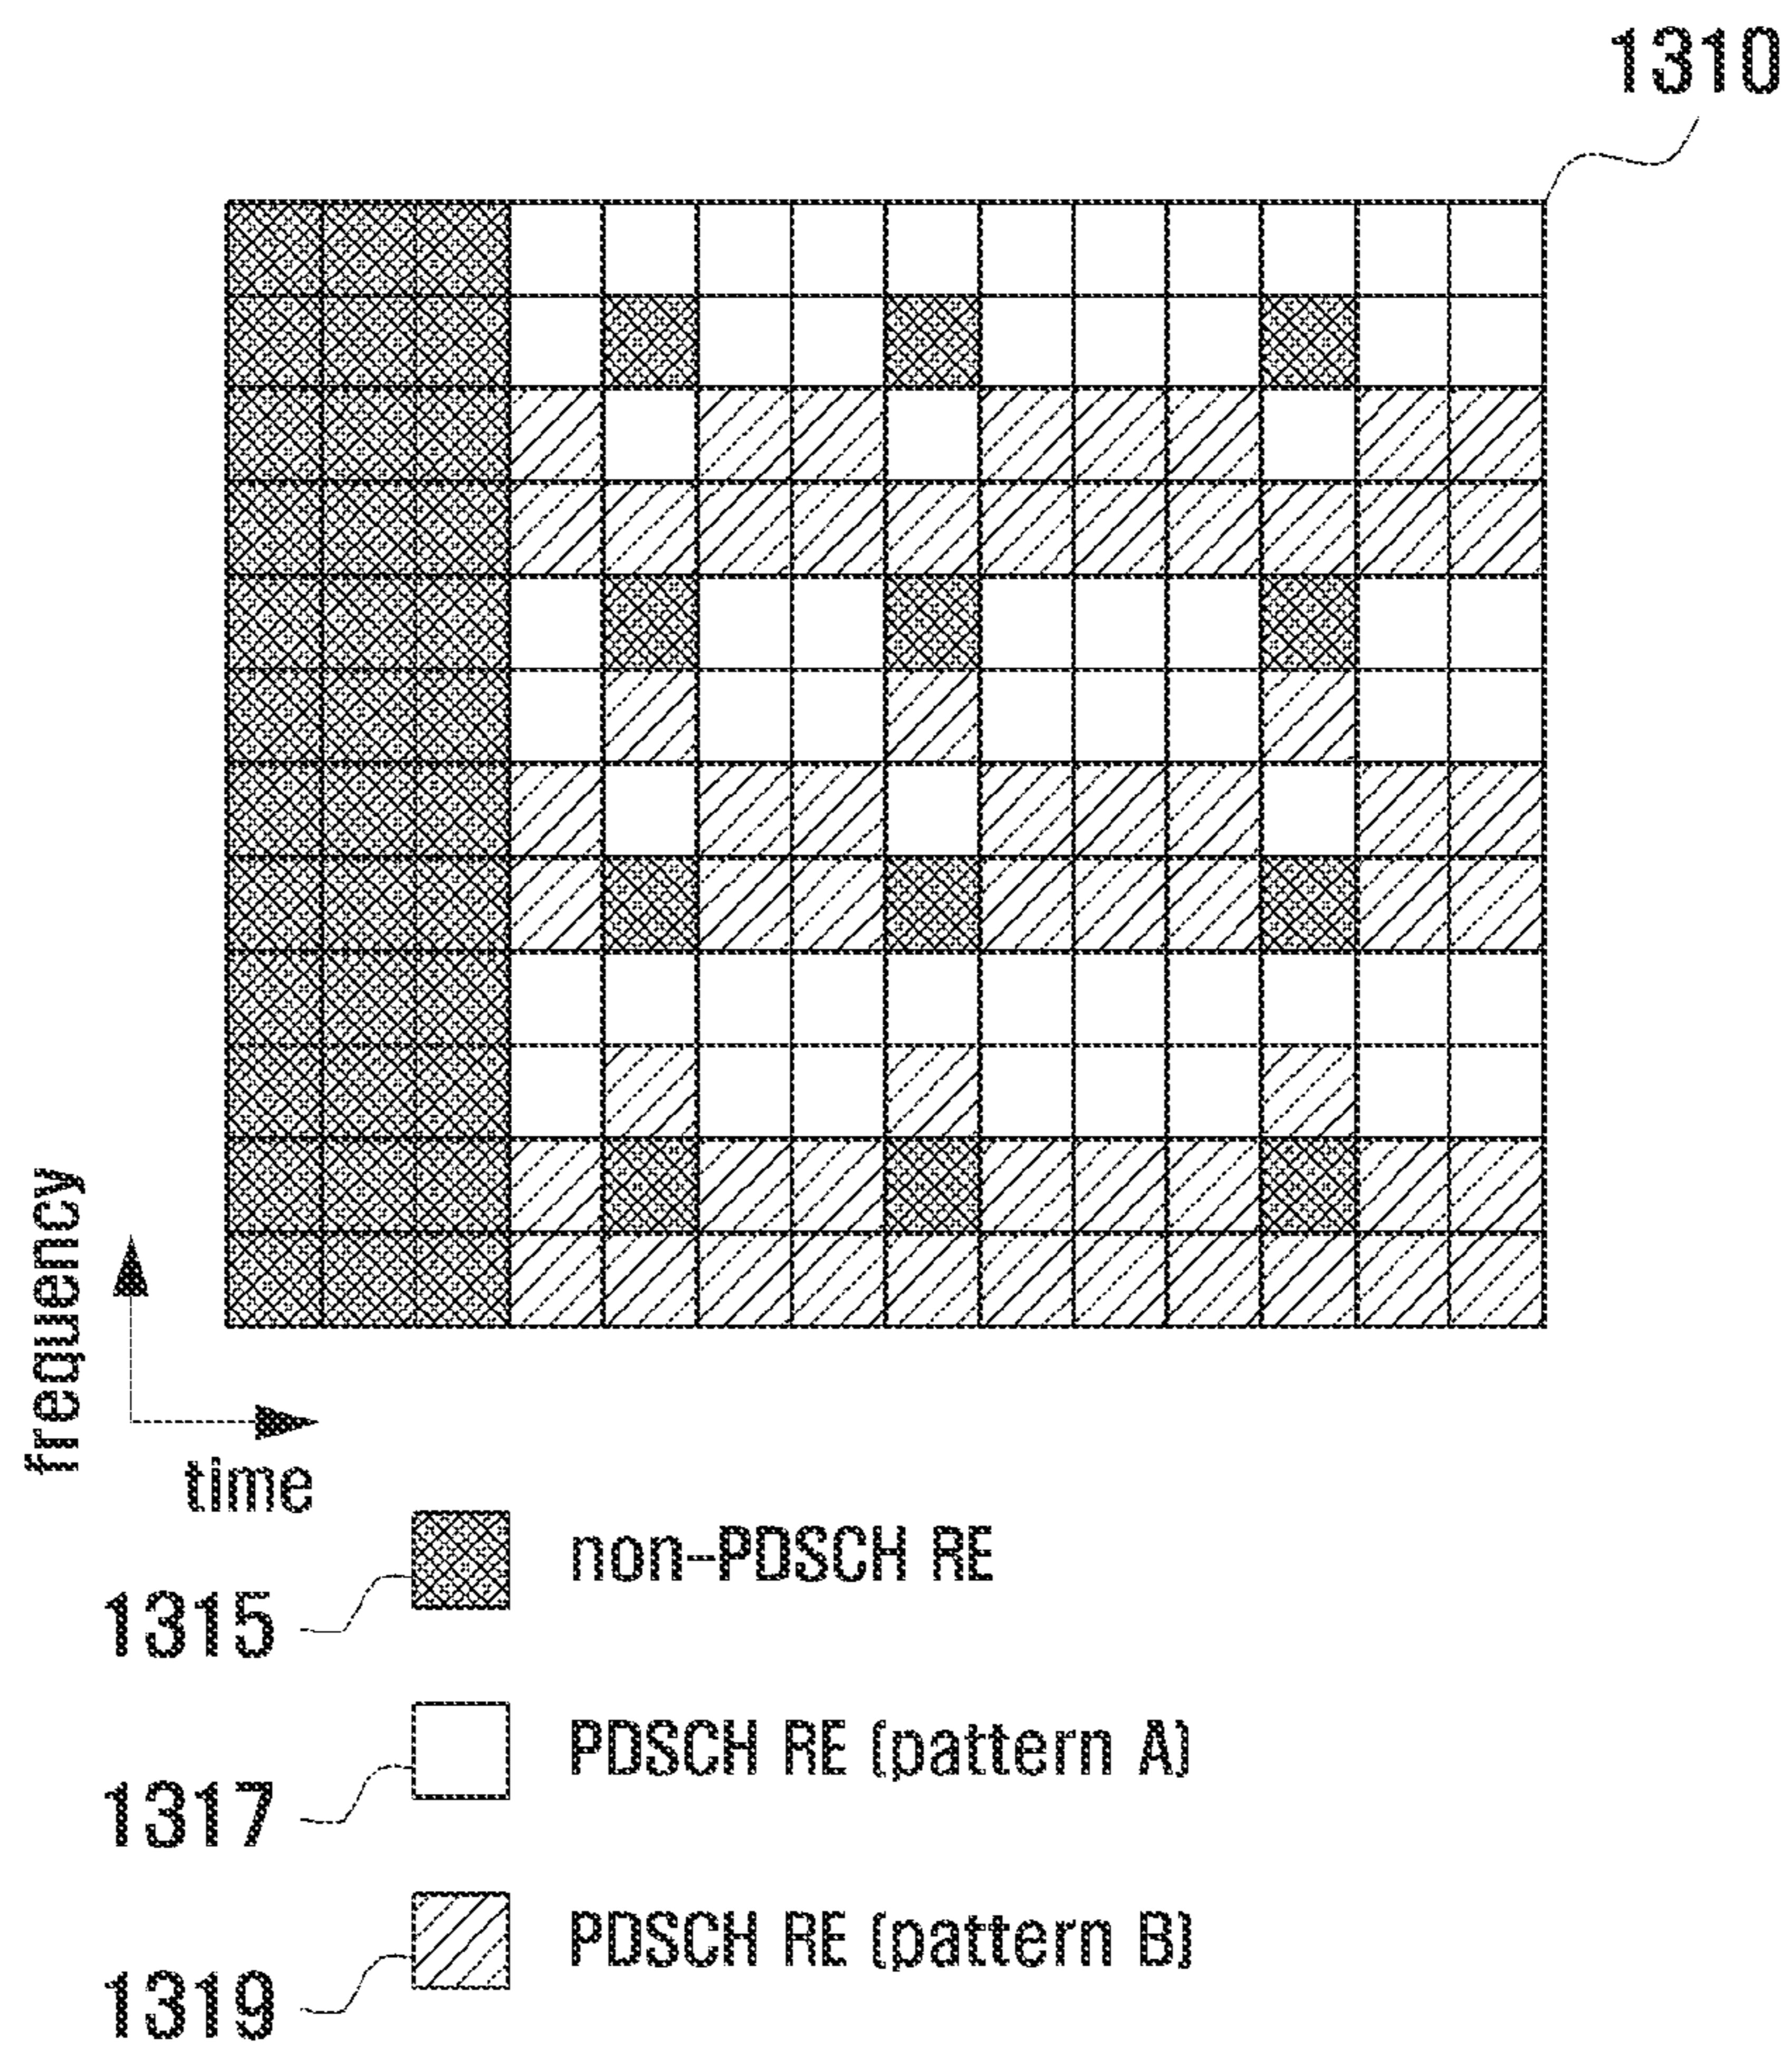 1310
frequency
time
1315
non-PDSCH RE
1317
PDSCH RE (pattern A)
1319
PDSCH RE (pattern B)